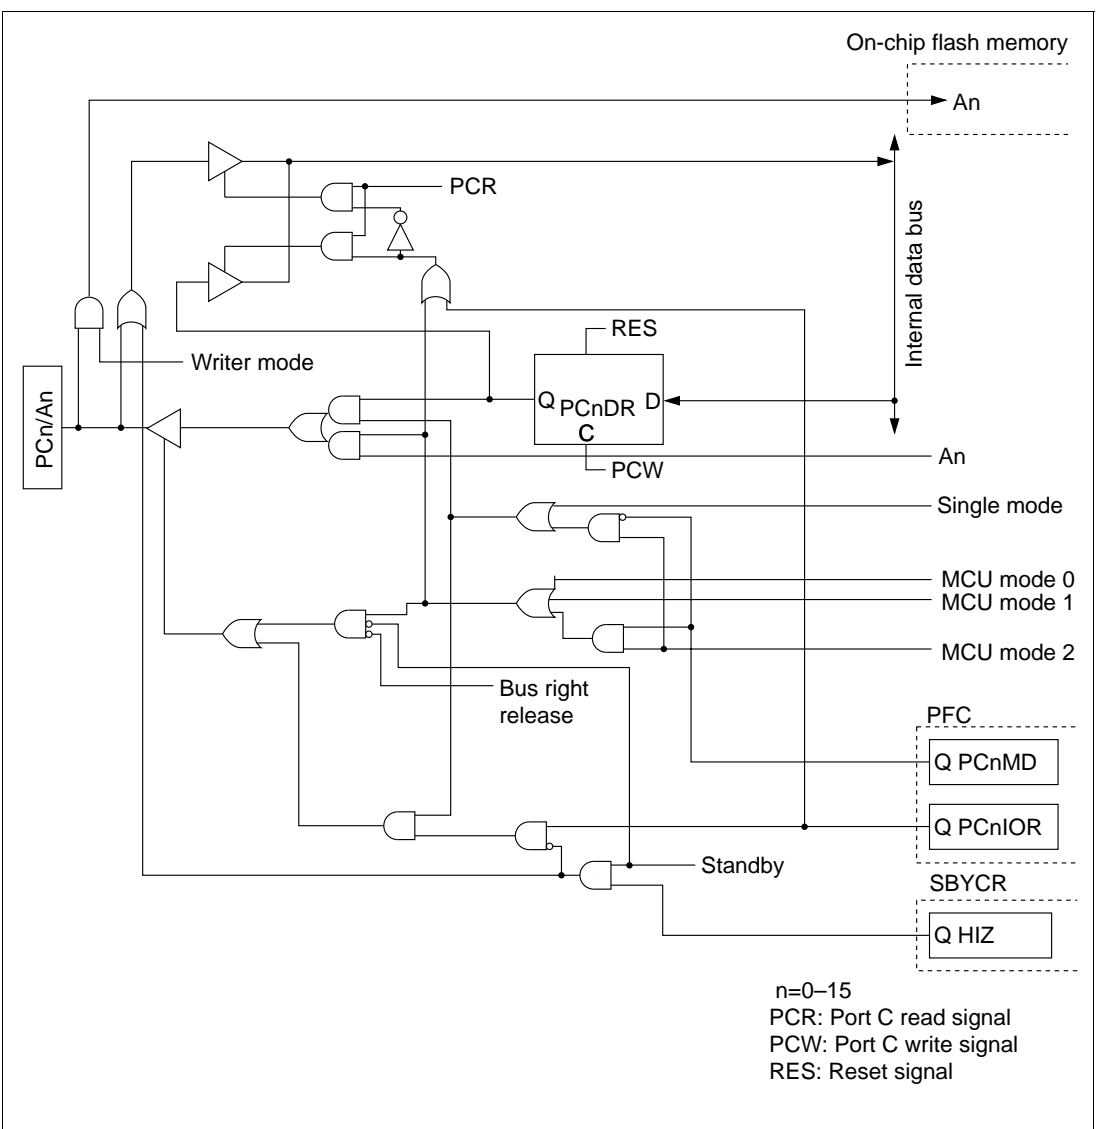 On-chip flash memory
An
PCR
Internal data bus
RES
Writer mode
PCn/An
Q PCnDR D
C
PCW
An
Single mode
MCU mode 0
MCU mode 1
MCU mode 2
Bus right
release
PFC
Q PCnMD
Q PCnIOR
Standby
SBYCR
Q HIZ
n=0–15
PCR: Port C read signal
PCW: Port C write signal
RES: Reset signal